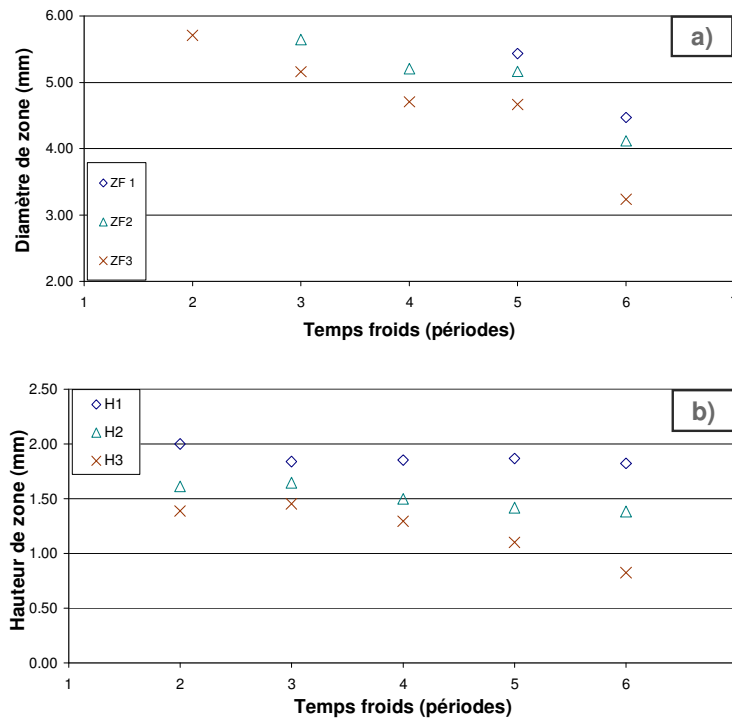 6.00
5.00
4.00
3.00
2.00
Diamètre de zone (mm)
a)
ZF 1
ZF2
ZF3
1 2 3 4 5 6
Temps froids (périodes)
2.50
2.00
1.50
1.00
0.50
0.00
Hauteur de zone (mm)
b)
H1
H2
H3
1 2 3 4 5 6
Temps froids (périodes)